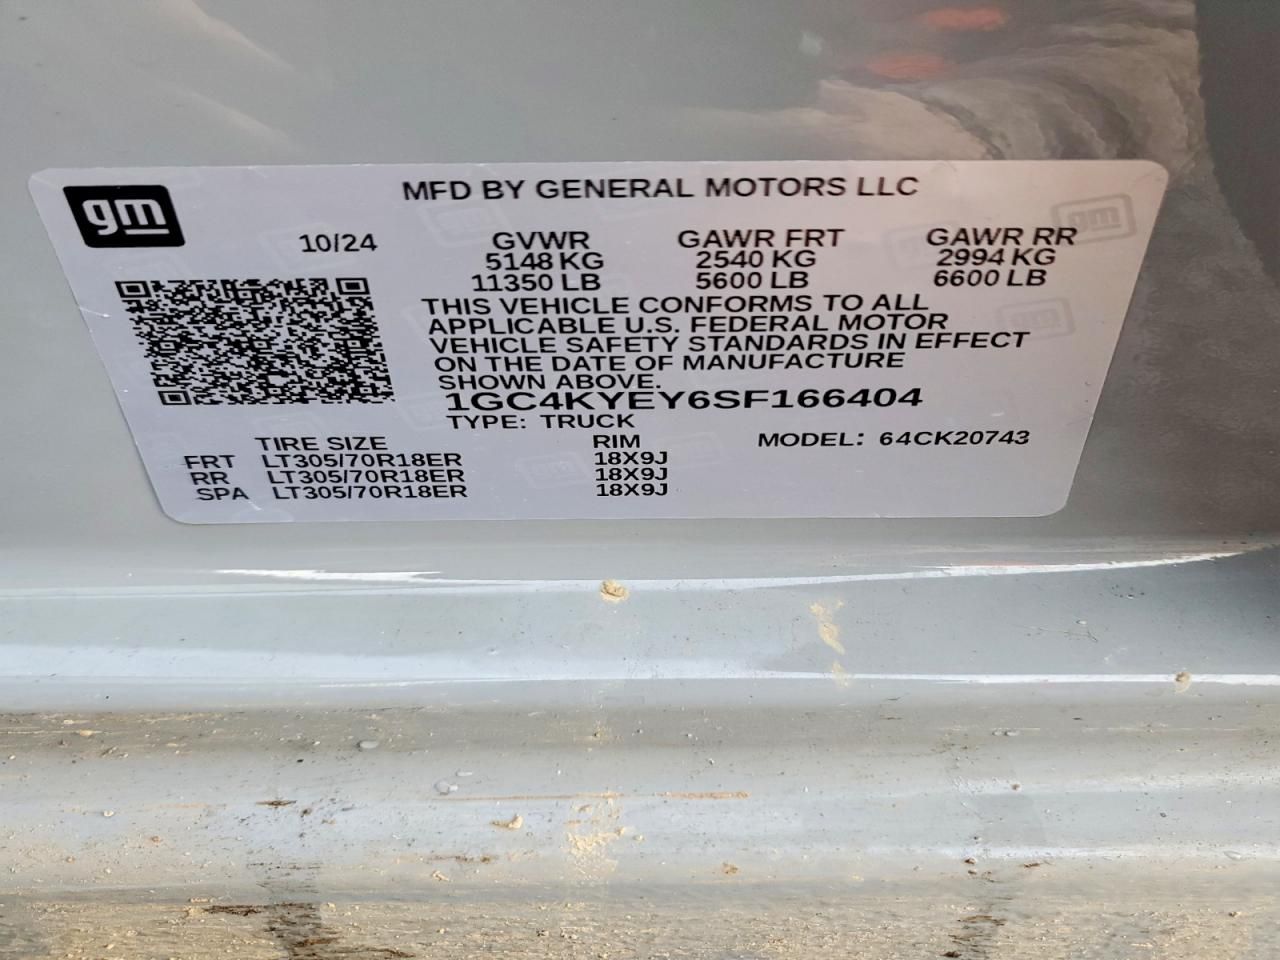 gm
MFD BY GENERAL MOTORS LLC
10/24 GVWR GAWR FRT GAWR RR
5148 KG 2540 KG 2994 KG
11350 LB 5600 LB 6600 LB
THIS VEHICLE CONFORMS TO ALL
APPLICABLE U.S. FEDERAL MOTOR
VEHICLE SAFETY STANDARDS IN EFFECT
ON THE DATE OF MANUFACTURE
SHOWN ABOVE.
1GC4KYEY6SF166404
TYPE: TRUCK
TIRE SIZE RIM MODEL: 64CK20743
FRT LT305/70R18ER 18X9J
RR LT305/70R18ER 18X9J
SPA LT305/70R18ER 18X9J